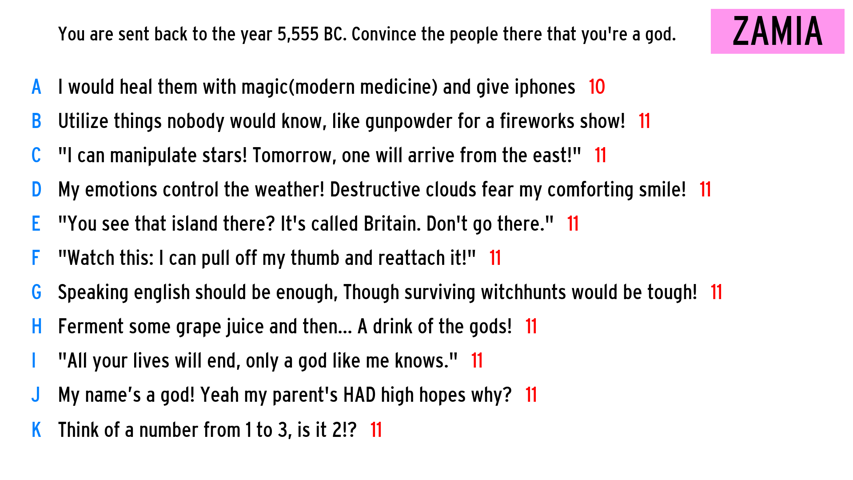 You are sent back to the year 5,555 BC. Convince the people there that you're a god.
ZAMIA
A I would heal them with magic(modern medicine) and give iphones 10
B Utilize things nobody would know, like gunpowder for a fireworks show! 11
C "I can manipulate stars! Tomorrow, one will arrive from the east!" 11
D My emotions control the weather! Destructive clouds fear my comforting smile! 11
E "You see that island there? It's called Britain. Don't go there." 11
F "Watch this: I can pull off my thumb and reattach it!" 11
G Speaking english should be enough, Though surviving witchhunts would be tough! 11
H Ferment some grape juice and then... A drink of the gods! 11
I "All your lives will end, only a god like me knows." 11
J My name’s a god! Yeah my parent's HAD high hopes why? 11
K Think of a number from 1 to 3, is it 2!? 11